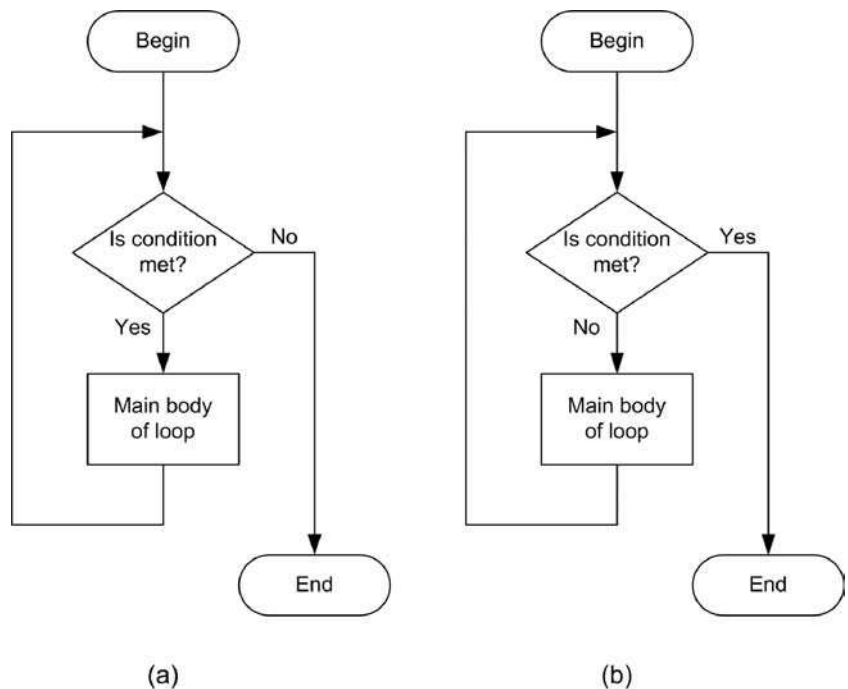 Begin
Is condition
met?
No
Yes
Main body
of loop
End
(a)
Begin
Is condition
met?
Yes
No
Main body
of loop
End
(b)